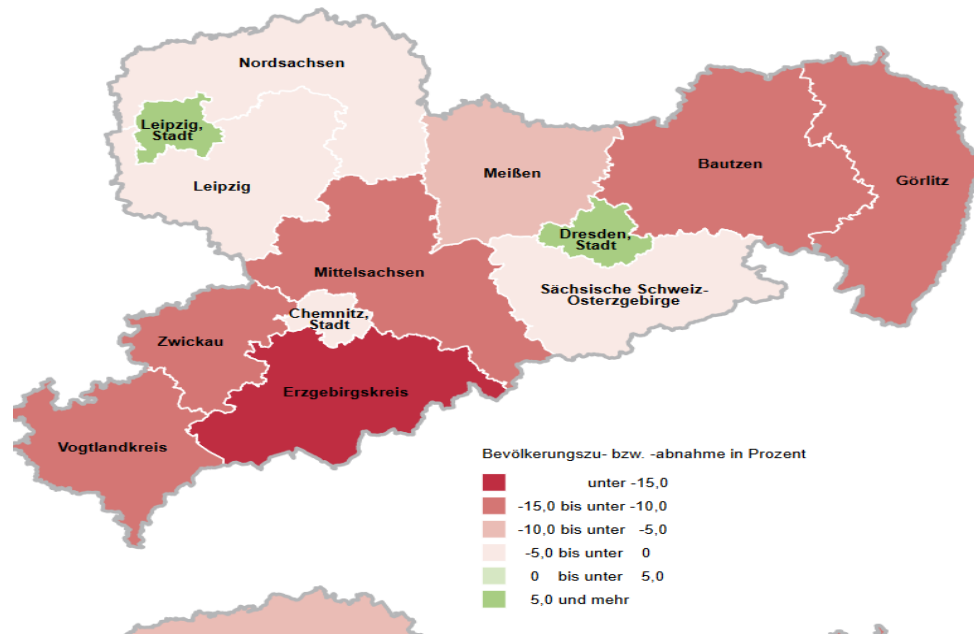 Nordsachsen
Leipzig,
Stadt
Leipzig
Meißen
Bautzen
Görlitz
Dresden,
Stadt
Mittelsachsen
Sächsische Schweiz-
Osterzgebirge
Chemnitz,
Stadt
Zwickau
Erzgebirgskreis
Vogtlandkreis
Bevölkerungszu- bzw. -abnahme in Prozent
unter -15,0
-15,0 bis unter -10,0
-10,0 bis unter -5,0
-5,0 bis unter 0
0 bis unter 5,0
5,0 und mehr